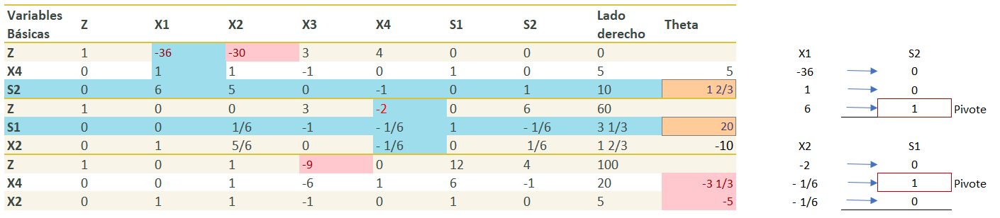 Variables Básicas Z X1 X2 X3 X4 S1 S2 Lado derecho Theta
Z 1 -36 -30 3 4 0 0 0
X4 0 1 1 -1 0 1 0 5 5
S2 0 6 5 0 -1 0 1 10 1 2/3
Z 1 0 0 3 -2 0 6 60
S1 0 0 1/6 -1 - 1/6 1 - 1/6 3 1/3 20
X2 0 1 5/6 0 - 1/6 0 1/6 1 2/3 -10
Z 1 0 1 -9 0 12 4 100
X4 0 0 1 -6 1 6 -1 20 -3 1/3
X2 0 1 1 -1 0 1 0 5 -5
X1 S2
-36 0
1 0
6 1 Pivote
X2 S1
-2 0
- 1/6 1 Pivote
- 1/6 0